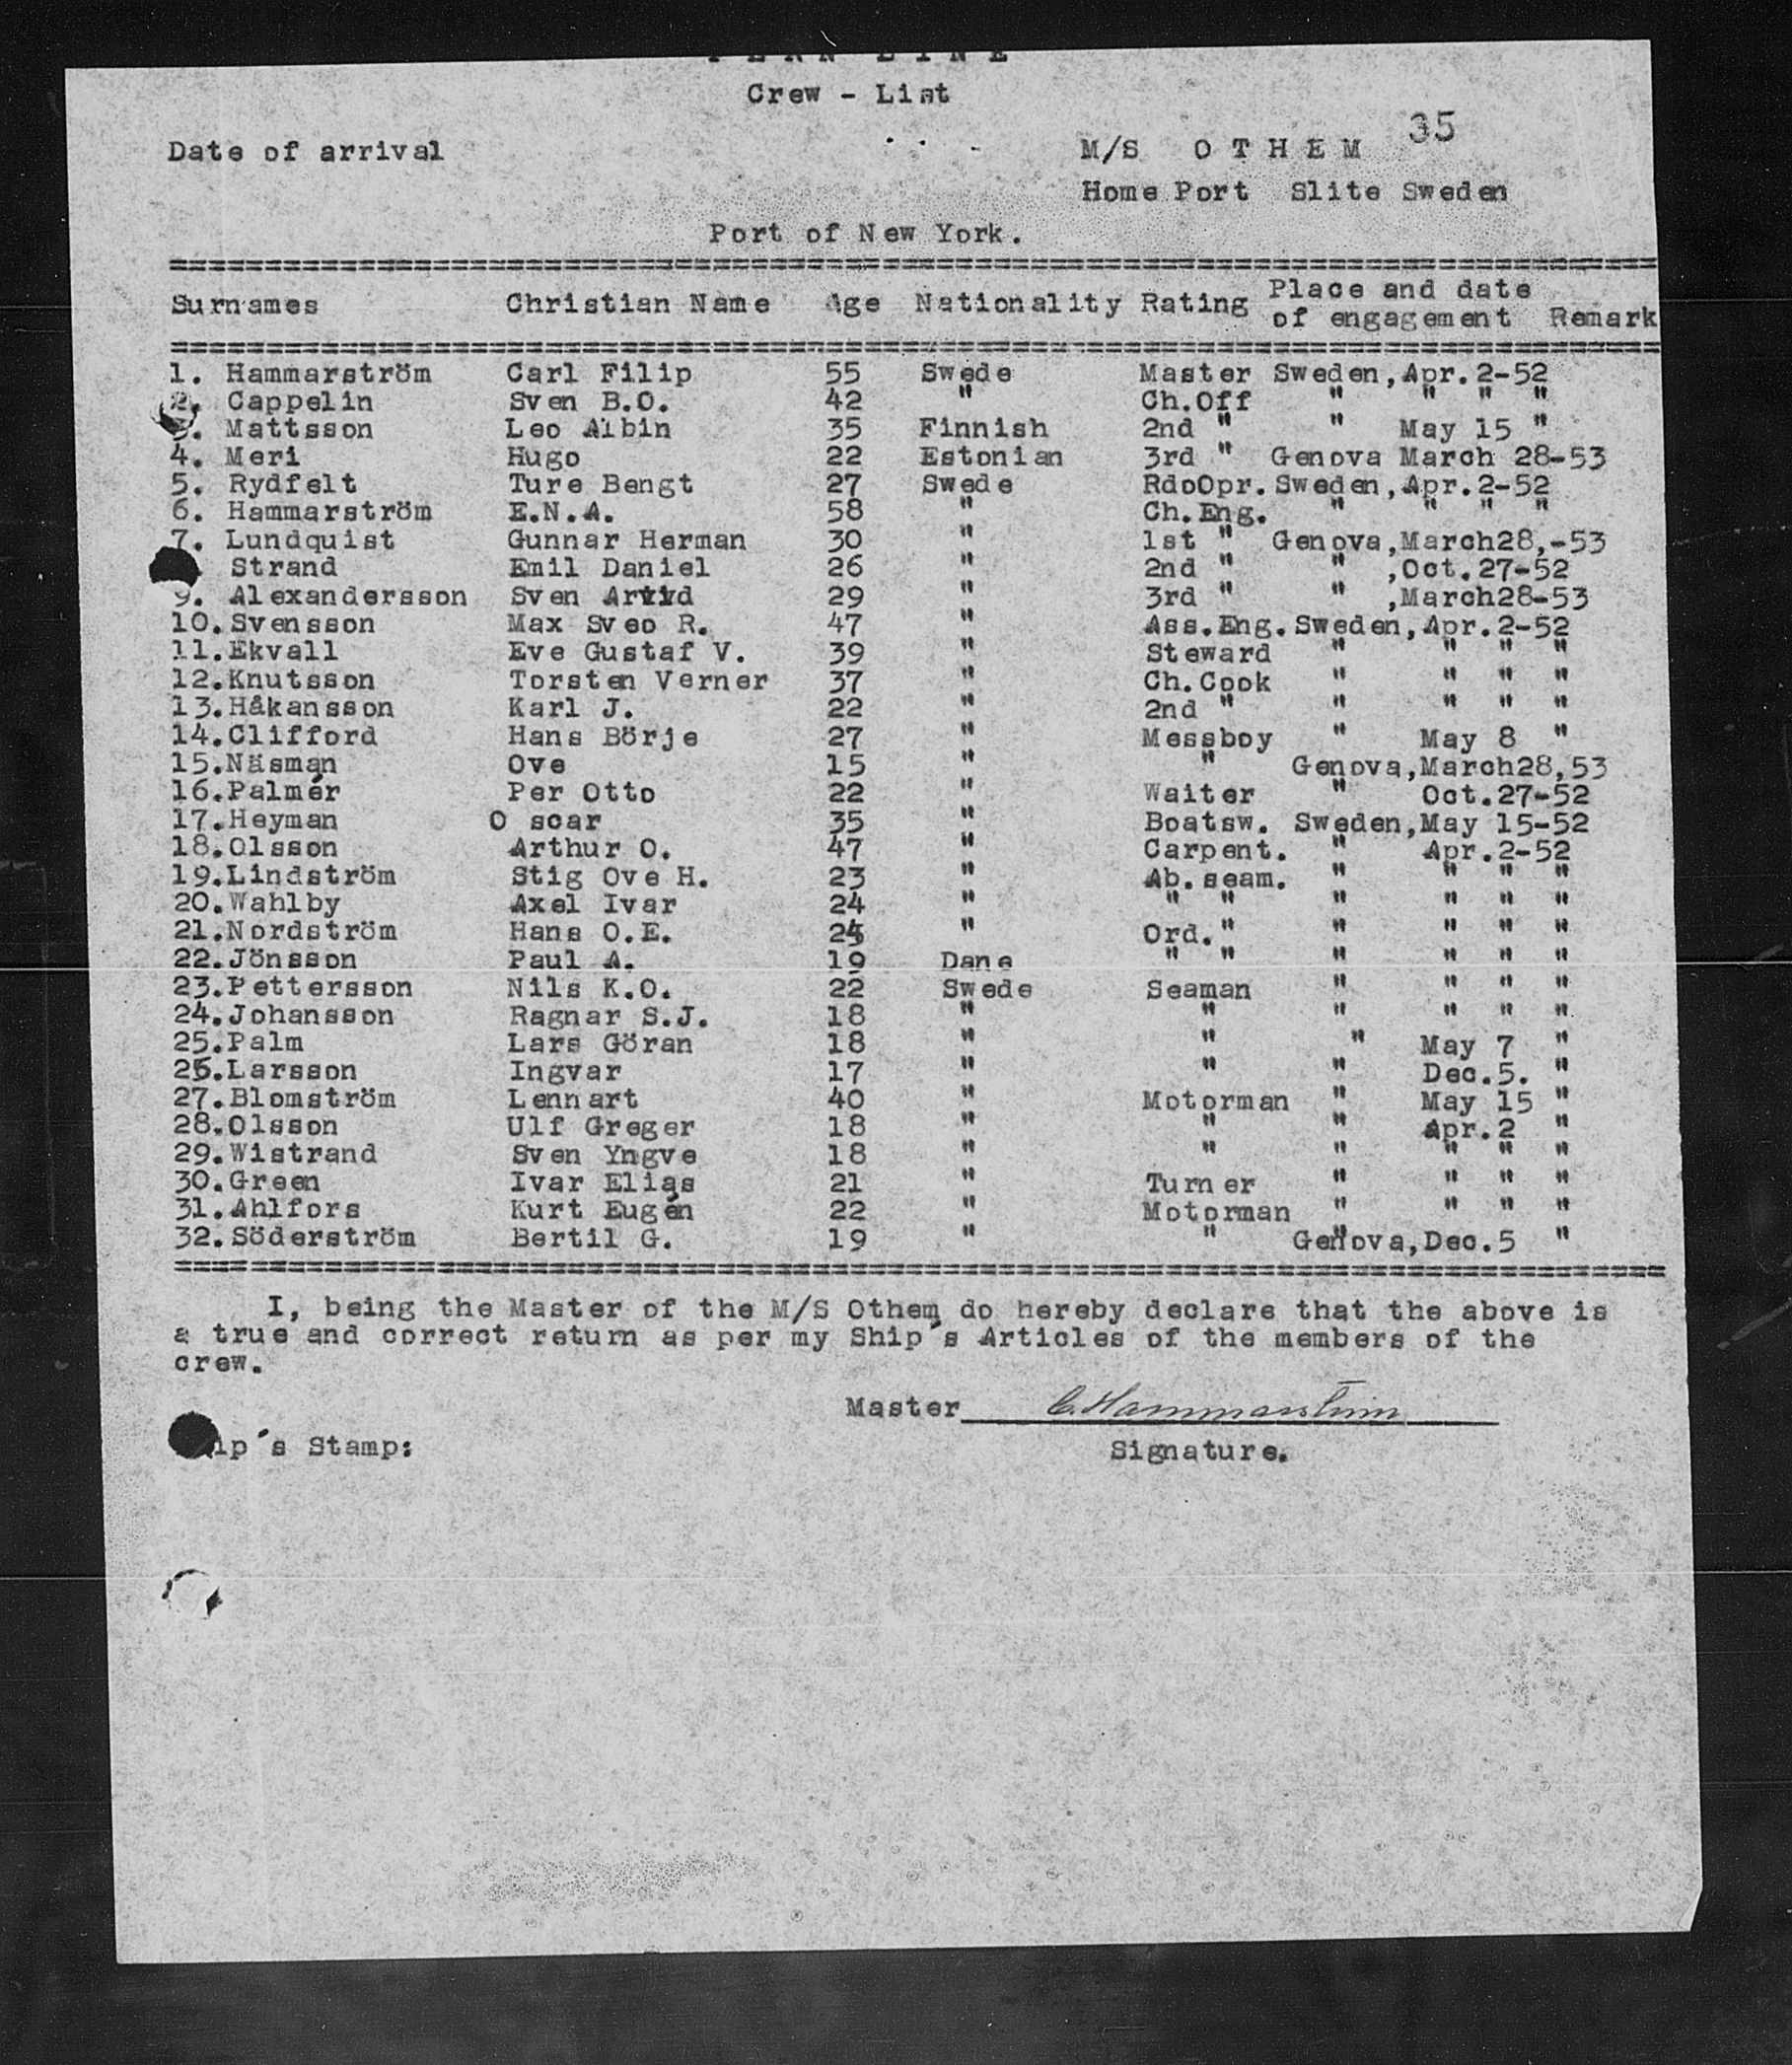 Crew - List
35
Date of arrival M/S O T H E M
Home Port Slite Sweden
Port of New York.
Surnames Christian Name Age Nationality Rating Place and date of engagement Remark
1. Hammarström Carl Filip 55 Swede Master Sweden,Apr.2-52
2. Cappelin Sven B.O. 42 " Ch.Off " " " "
3. Mattsson Leo Albin 35 Finnish 2nd " " May 15 "
4. Meri Hugo 22 Estonian 3rd " Genova March 28-53
5. Rydfelt Ture Bengt 27 Swede RdoOpr. Sweden,Apr.2-52
6. Hammarström E.N.A. 58 " Ch.Eng. " " " "
7. Lundquist Gunnar Herman 30 " 1st " Genova,March28,-53
Strand Emil Daniel 26 " 2nd " " ,Oct.27-52
9. Alexandersson Sven 29 " 3rd " " ,March28-53
10.Svensson Max Sveo R. 47 " Ass.Eng. Sweden,Apr.2-52
11.Ekvall Eve Gustaf V. 39 " Steward " " " "
12.Knutsson Torsten Verner 37 " Ch.Cook " " " "
13.Håkansson Karl J. 22 " 2nd " " " " "
14.Clifford Hans Börje 27 " Messboy " May 8 "
15.Näsman Ove 15 " " Genova,March28,53
16.Palmér Per Otto 22 " Waiter " Oct.27-52
17.Heyman O scar 35 " Boatsw. Sweden,May 15-52
18.Olsson Arthur O. 47 " Carpent. " Apr.2-52
19.Lindström Stig Ove H. 23 " Ab.seam. " " " "
20.Wahlby Axel Ivar 24 " " " " " " "
21.Nordström Hans O.E. " Ord." " " " "
22.Jönsson Paul A. 19 Dane " " " " " "
23.Pettersson Nils K.O. 22 Swede Seaman " " " "
24.Johansson Ragnar S.J. 18 " " " " " "
25.Palm Lars Göran 18 " " " May 7 "
26.Larsson Ingvar 17 " " " Dec.5. "
27.Blomström Lennart 40 " Motorman " May 15 "
28.Olsson Ulf Greger 18 " " " Apr.2 "
29.Wistrand Sven Yngve 18 " " " " " "
30.Green Ivar Elias 21 " Turner " " " "
31.Ahlfors Kurt Eugén 22 " Motorman " " " "
32.Söderström Bertil G. 19 " " Genova,Dec.5 "
I, being the Master of the M/S Othem do hereby declare that the above is
a true and correct return as per my Ship´s Articles of the members of the
crew.
Master C. Hammarström
ip´s Stamp: Signature.